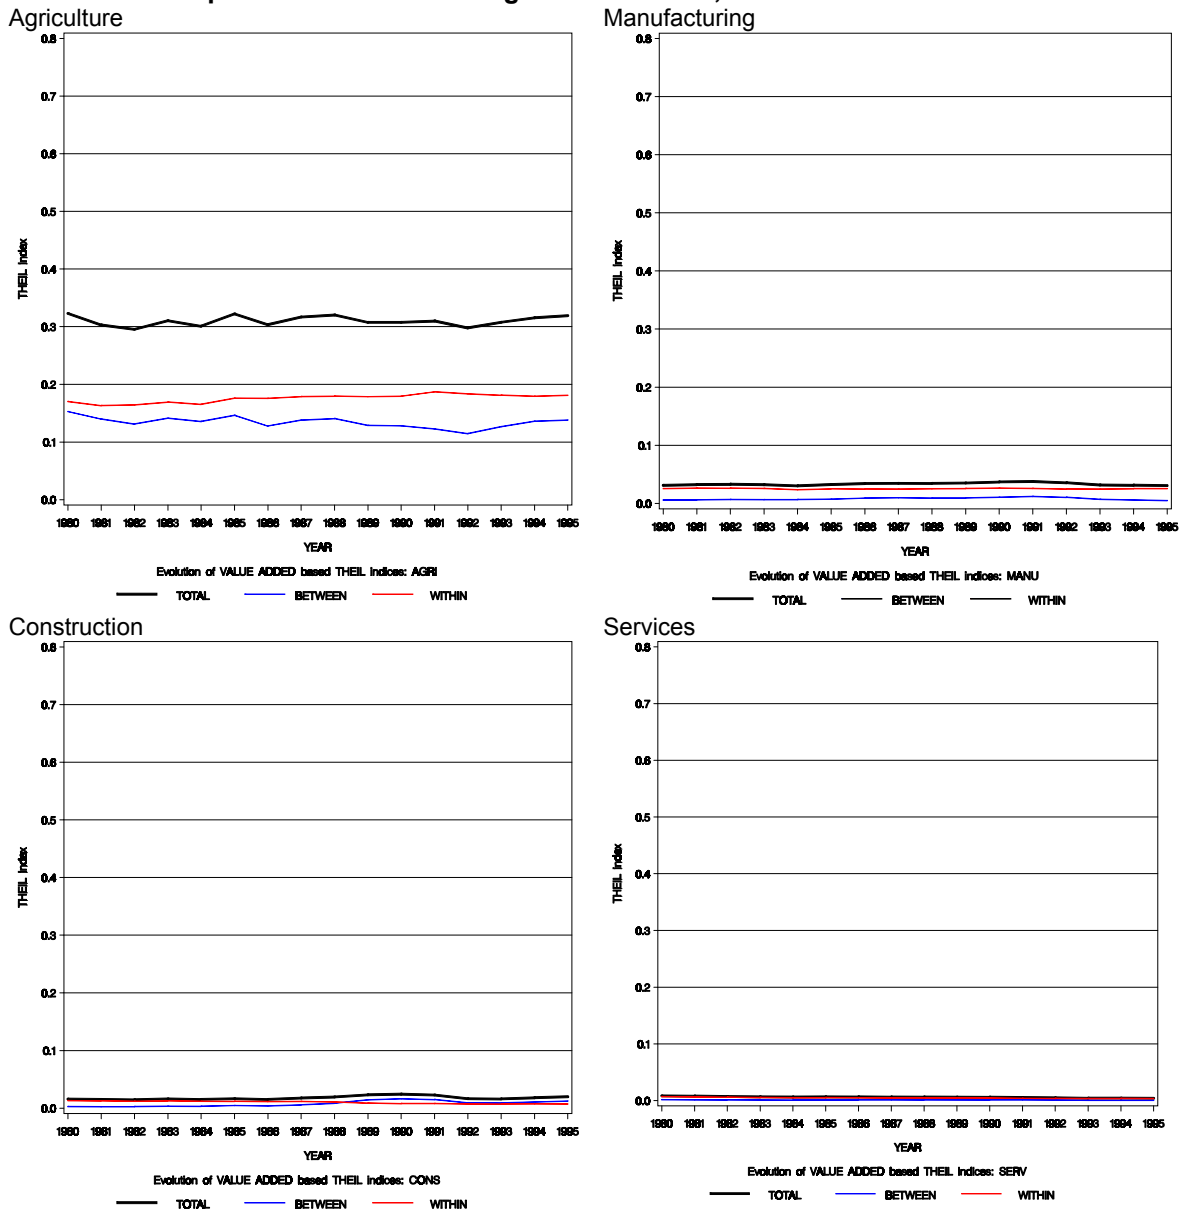 Agriculture
0.8
0.7
0.6
0.5
0.4
0.3
0.2
0.1
0.0
THEIL Index
1980 1981 1982 1983 1984 1985 1986 1987 1988 1989 1990 1991 1992 1993 1994 1995
YEAR
Evolution of VALUE ADDED based THEIL indices: AGRI
TOTAL BETWEEN WITHIN
Manufacturing
0.8
0.7
0.6
0.5
0.4
0.3
0.2
0.1
0.0
THEIL Index
1980 1981 1982 1983 1984 1985 1986 1987 1988 1989 1990 1991 1992 1993 1994 1995
YEAR
Evolution of VALUE ADDED based THEIL indices: MANU
TOTAL BETWEEN WITHIN
Construction
0.8
0.7
0.6
0.5
0.4
0.3
0.2
0.1
0.0
THEIL Index
1980 1981 1982 1983 1984 1985 1986 1987 1988 1989 1990 1991 1992 1993 1994 1995
YEAR
Evolution of VALUE ADDED based THEIL indices: CONS
TOTAL BETWEEN WITHIN
Services
0.8
0.7
0.6
0.5
0.4
0.3
0.2
0.1
0.0
THEIL Index
1980 1981 1982 1983 1984 1985 1986 1987 1988 1989 1990 1991 1992 1993 1994 1995
YEAR
Evolution of VALUE ADDED based THEIL indices: SERV
TOTAL BETWEEN WITHIN